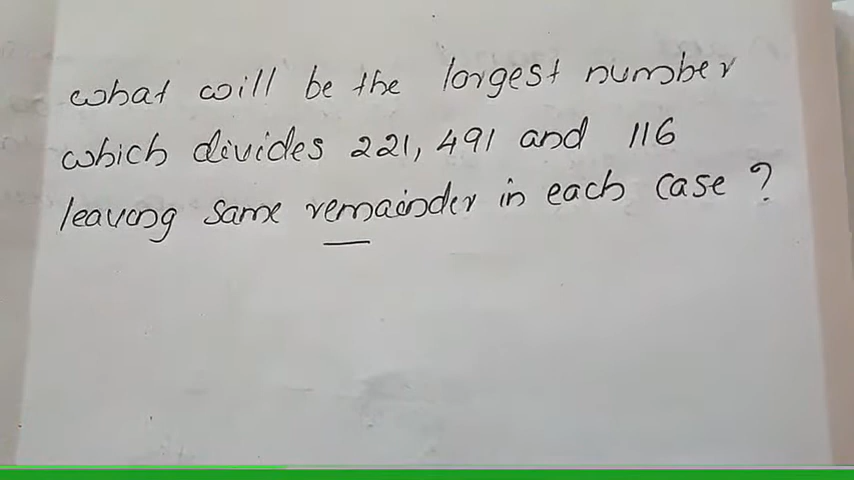 what will be the largest number
which divides 221, 491 and 116
leaving same remainder in each case ?